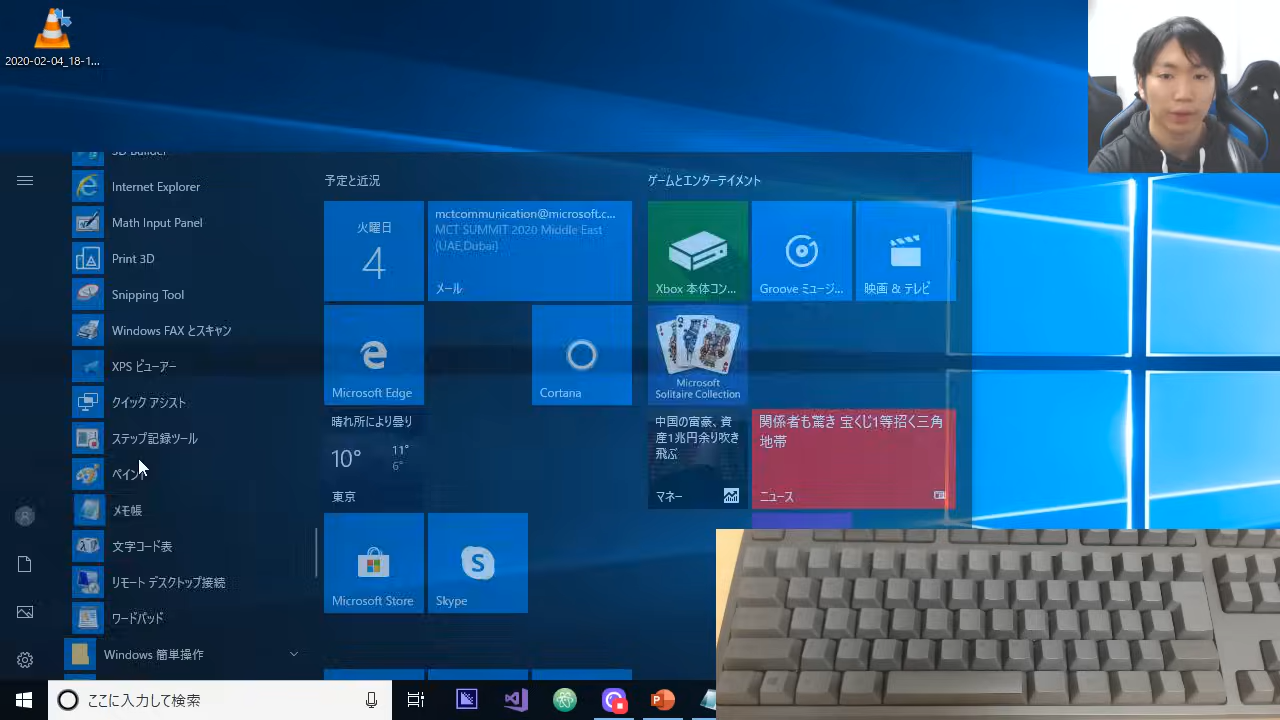 2020-02-04_18-1...
3D Builder
Internet Explorer
Math Input Panel
Print 3D
Snipping Tool
Windows FAX とスキャン
XPS ビューアー
クイック アシスト
ステップ記録ツール
ペイント
メモ帳
文字コード表
リモート デスクトップ接続
ワードパッド
Windows 簡単操作
予定と近況
火曜日
4
mctcommunication@microsoft.c...
MCT SUMMIT 2020 Middle East
(UAE,Dubai)
メール
Microsoft Edge
Cortana
晴れ所により曇り
10°
11°
6°
東京
Microsoft Store
Skype
ゲームとエンターテイメント
Xbox 本体コン...
Groove ミュージ...
映画 & テレビ
Microsoft
Solitaire Collection
中国の富豪、資
産1兆円余り吹き
飛ぶ
マネー
関係者も驚き 宝くじ1等招く三角
地帯
ニュース
ここに入力して検索